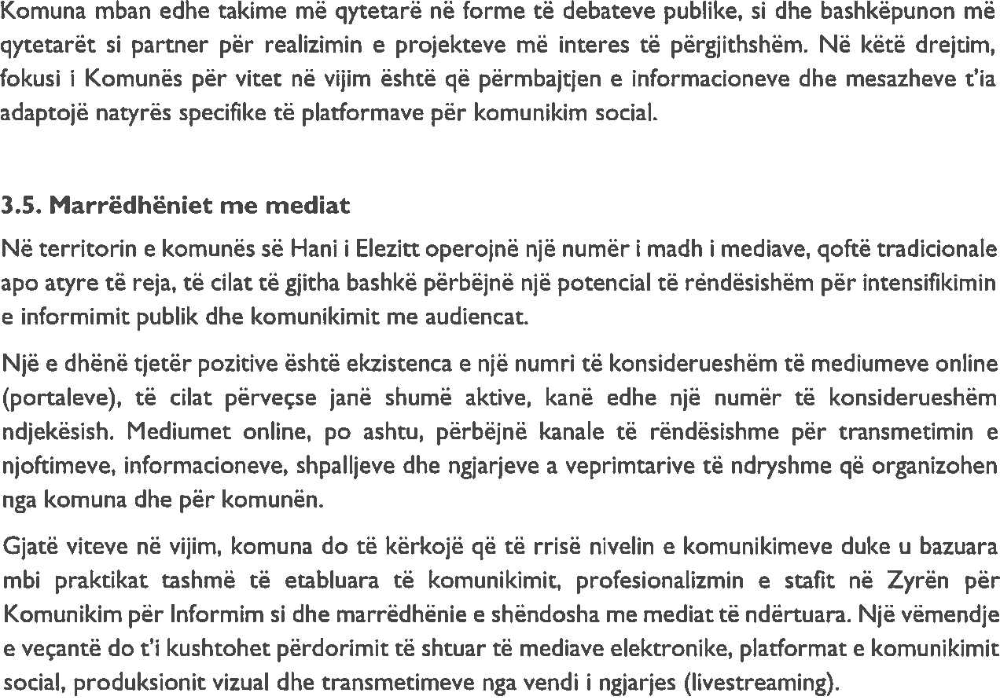 Komuna mban edhe takime më qytetarë në forme të debateve publike, si dhe bashkëpunon më
qytetarët si partner për realizimin e projekteve më interes të përgjithshëm. Në këtë drejtim,
fokusi i Komunës për vitet në vijim është që përmbajtjen e informacioneve dhe mesazheve t'ia
adaptojë natyrës specifike të platformave për komunikim social.
3.5. Marrëdhëniet me mediat
Në territorin e komunës së Hani i Elezitt operojnë një numër i madh i mediave, qoftë tradicionale
apo atyre të reja, të cilat të gjitha bashkë përbëjnë një potencial të rëndësishëm për intensifikimin
e informimit publik dhe komunikimit me audiencat.
Një e dhënë tjetër pozitive është ekzistenca e një numri të konsiderueshëm të mediumeve online
(portaleve), të cilat përveçse janë shumë aktive, kanë edhe një numër të konsiderueshëm
ndjekësish. Mediumet online, po ashtu, përbëjnë kanale të rëndësishme për transmetimin e
njoftimeve, informacioneve, shpalljeve dhe ngjarjeve a veprimtarive të ndryshme që organizohen
nga komuna dhe për komunën.
Gjatë viteve në vijim, komuna do të kërkojë që të rrisë nivelin e komunikimeve duke u bazuara
mbi praktikat tashmë të etabluara të komunikimit, profesionalizmin e stafit në Zyrën për
Komunikim për Informim si dhe marrëdhënie e shëndosha me mediat të ndërtuara. Një vëmendje
e veçantë do t'i kushtohet përdorimit të shtuar të mediave elektronike, platformat e komunikimit
social, produksionit vizual dhe transmetimeve nga vendi i ngjarjes (livestreaming).